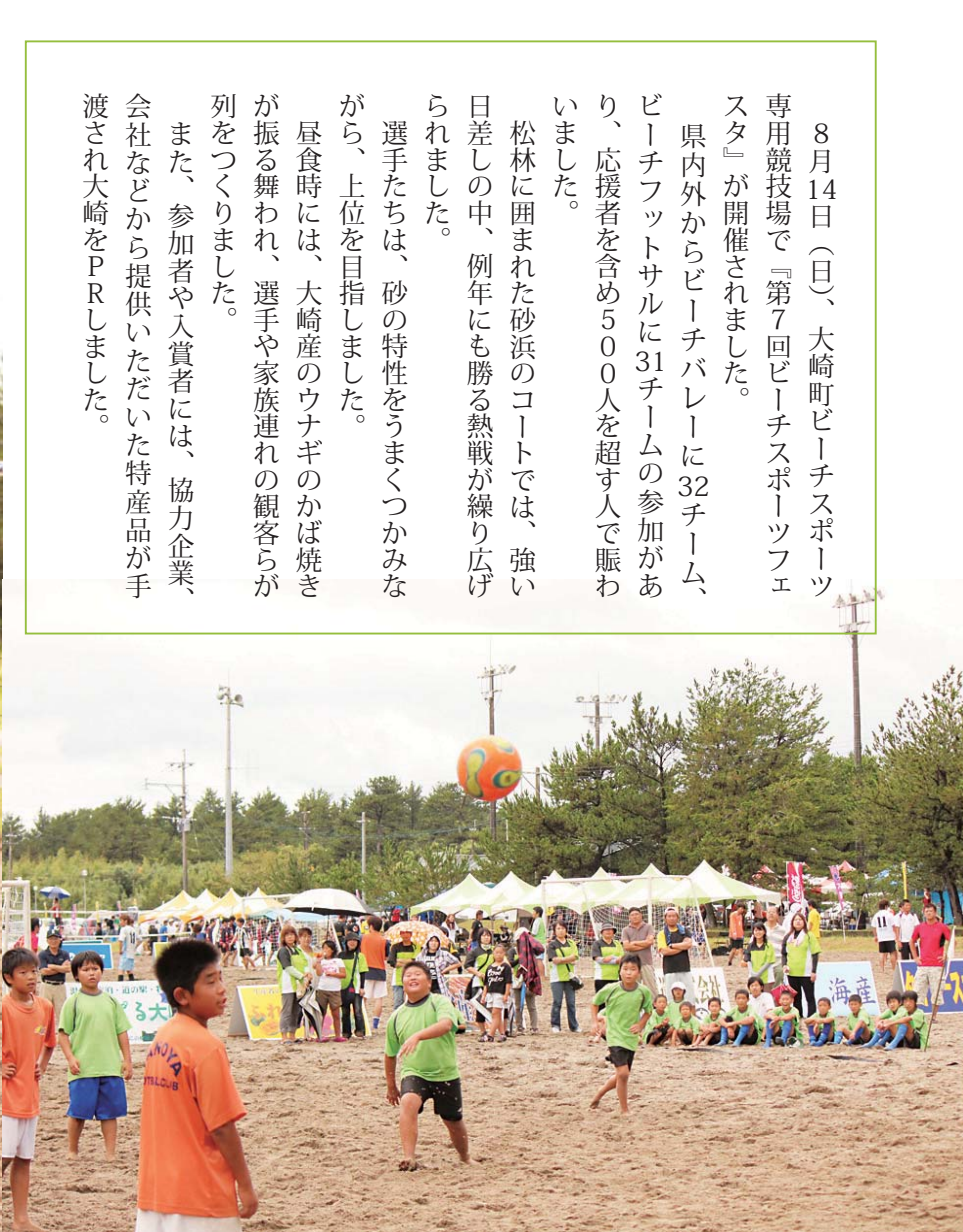 ８月14日（日）、大崎町ビーチスポーツ
専用競技場で『第７回ビーチスポーツフェ
スタ』が開催されました。
県内外からビーチバレーに32チーム、
ビーチフットサルに31チームの参加があ
り、応援者を含め５００人を超す人で賑わ
いました。
松林に囲まれた砂浜のコートでは、強い
日差しの中、例年にも勝る熱戦が繰り広げ
られました。
選手たちは、砂の特性をうまくつかみな
がら、上位を目指しました。
昼食時には、大崎産のウナギのかば焼き
が振る舞われ、選手や家族連れの観客らが
列をつくりました。
また、参加者や入賞者には、協力企業、
会社などから提供いただいた特産品が手
渡され大崎をＰＲしました。
海産